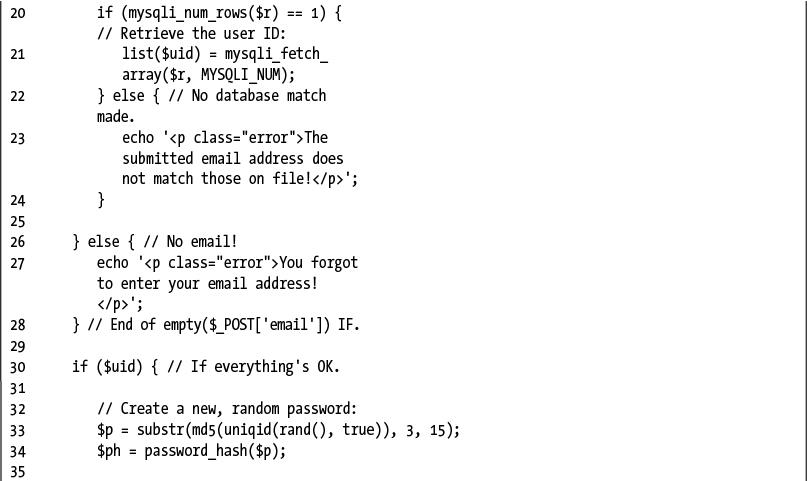 20 if (mysqli_num_rows($r) == 1) {
// Retrieve the user ID:
21 list($uid) = mysqli_fetch_
array($r, MYSQLI_NUM);
22 } else { // No database match
made.
23 echo '<p class="error">The
submitted email address does
not match those on file!</p>';
24 }
25
26 } else { // No email!
27 echo '<p class="error">You forgot
to enter your email address!
</p>';
28 } // End of empty($_POST['email']) IF.
29
30 if ($uid) { // If everything's OK.
31
32 // Create a new, random password:
33 $p = substr(md5(uniqid(rand(), true)), 3, 15);
34 $ph = password_hash($p);
35